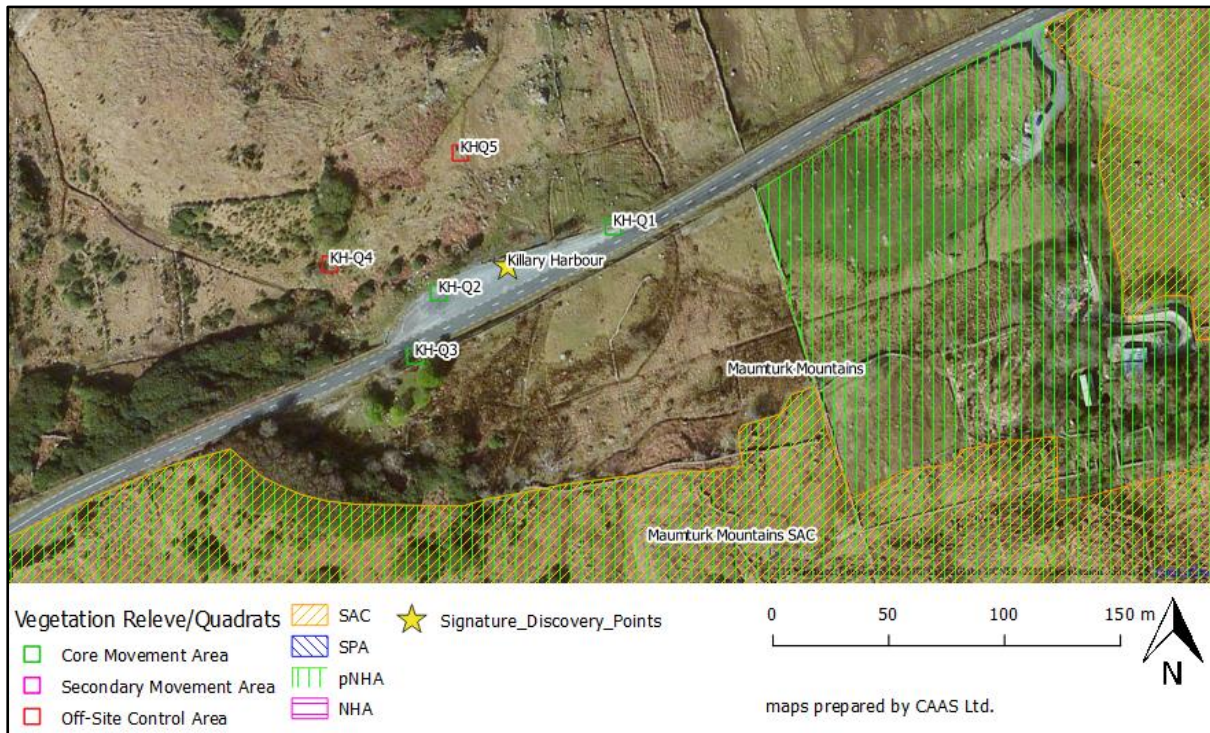 KHQ5
KH-Q1
KH-Q4
Killary Harbour
KH-Q2
KH-Q3
Maumturk Mountains
Maumturk Mountains SAC
Vegetation Releve/Quadrats
Core Movement Area
Secondary Movement Area
Off-Site Control Area
SAC
SPA
pNHA
NHA
Signature_Discovery_Points
0 50 100 150 m
N
maps prepared by CAAS Ltd.